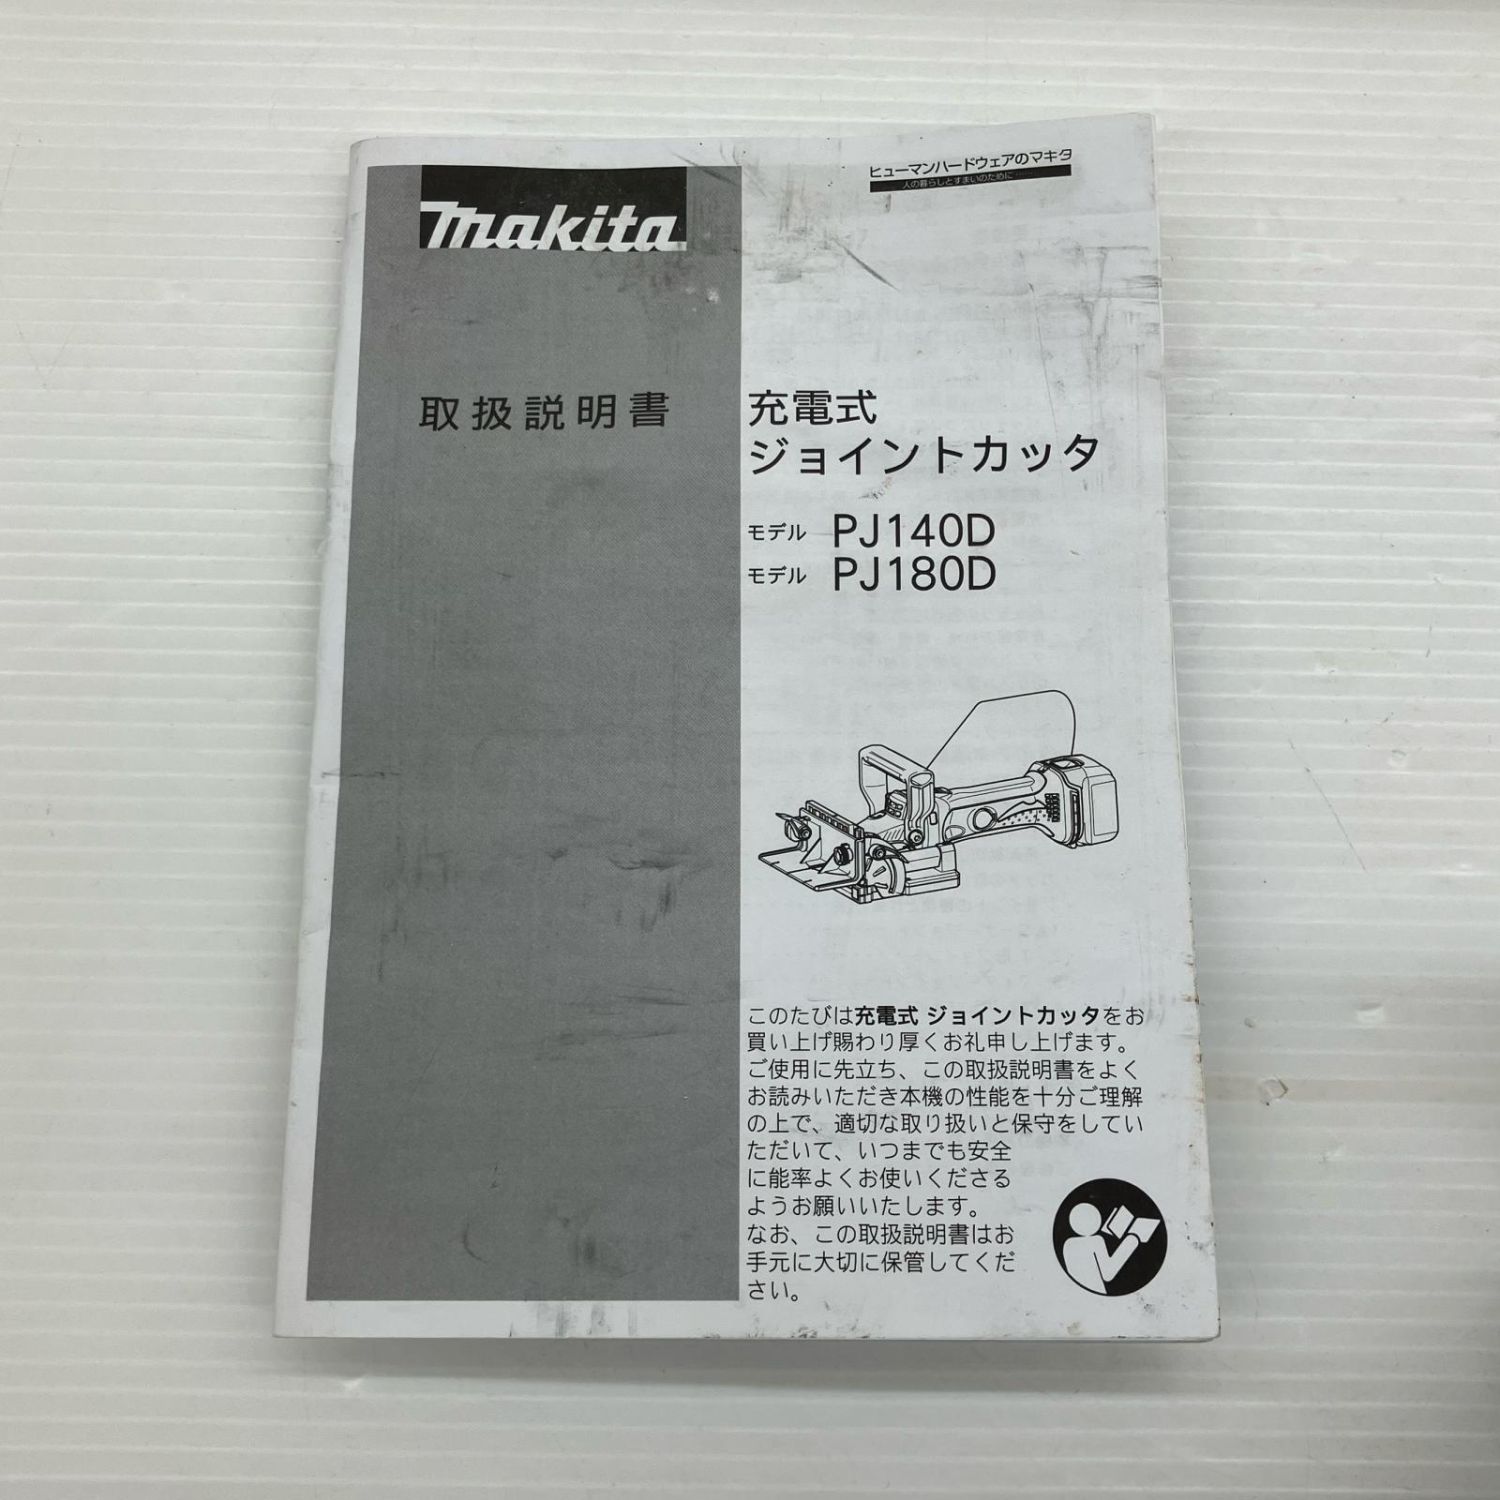 makita
ヒューマンハードウェアのマキタ
人の暮らしとすまいのために……
取扱説明書
充電式
ジョイントカッタ
モデル PJ140D
モデル PJ180D
このたびは充電式 ジョイントカッタをお
買い上げ賜わり厚くお礼申し上げます。
ご使用に先立ち、この取扱説明書をよく
お読みいただき本機の性能を十分ご理解
の上で、適切な取り扱いと保守をしてい
ただいて、いつまでも安全
に能率よくお使いくださる
ようお願いいたします。
なお、この取扱説明書はお
手元に大切に保管してくだ
さい。